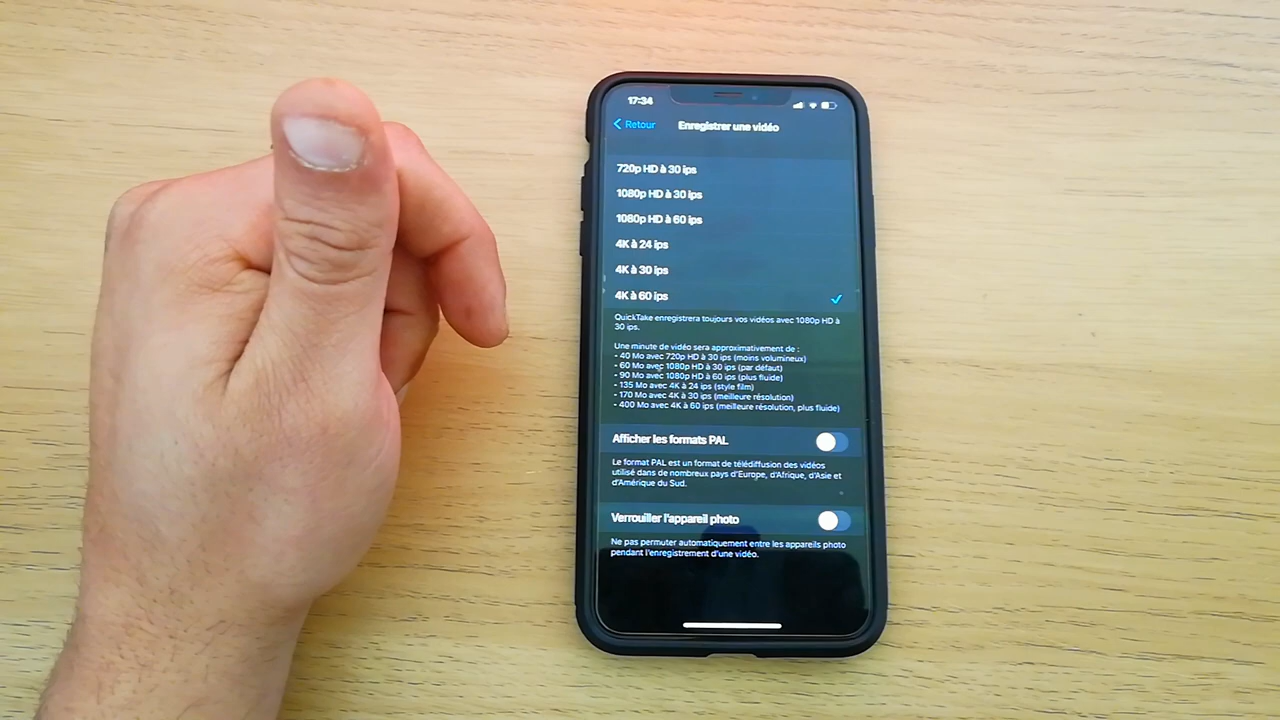 17:34
Retour
Enregistrer une vidéo
720p HD à 30 ips
1080p HD à 30 ips
1080p HD à 60 ips
4K à 24 ips
4K à 30 ips
4K à 60 ips
QuickTake enregistrera toujours vos vidéos avec 1080p HD à
30 ips.
Une minute de vidéo sera approximativement de :
- 40 Mo avec 720p HD à 30 ips (moins volumineux)
- 60 Mo avec 1080p HD à 30 ips (par défaut)
- 90 Mo avec 1080p HD à 60 ips (plus fluide)
- 135 Mo avec 4K à 24 ips (style film)
- 170 Mo avec 4K à 30 ips (meilleure résolution)
- 400 Mo avec 4K à 60 ips (meilleure résolution, plus fluide)
Afficher les formats PAL
Le format PAL est un format de télédiffusion des vidéos
utilisé dans de nombreux pays d'Europe, d'Afrique, d'Asie et
d'Amérique du Sud.
Verrouiller l'appareil photo
Ne pas permuter automatiquement entre les appareils photo
pendant l'enregistrement d'une vidéo.